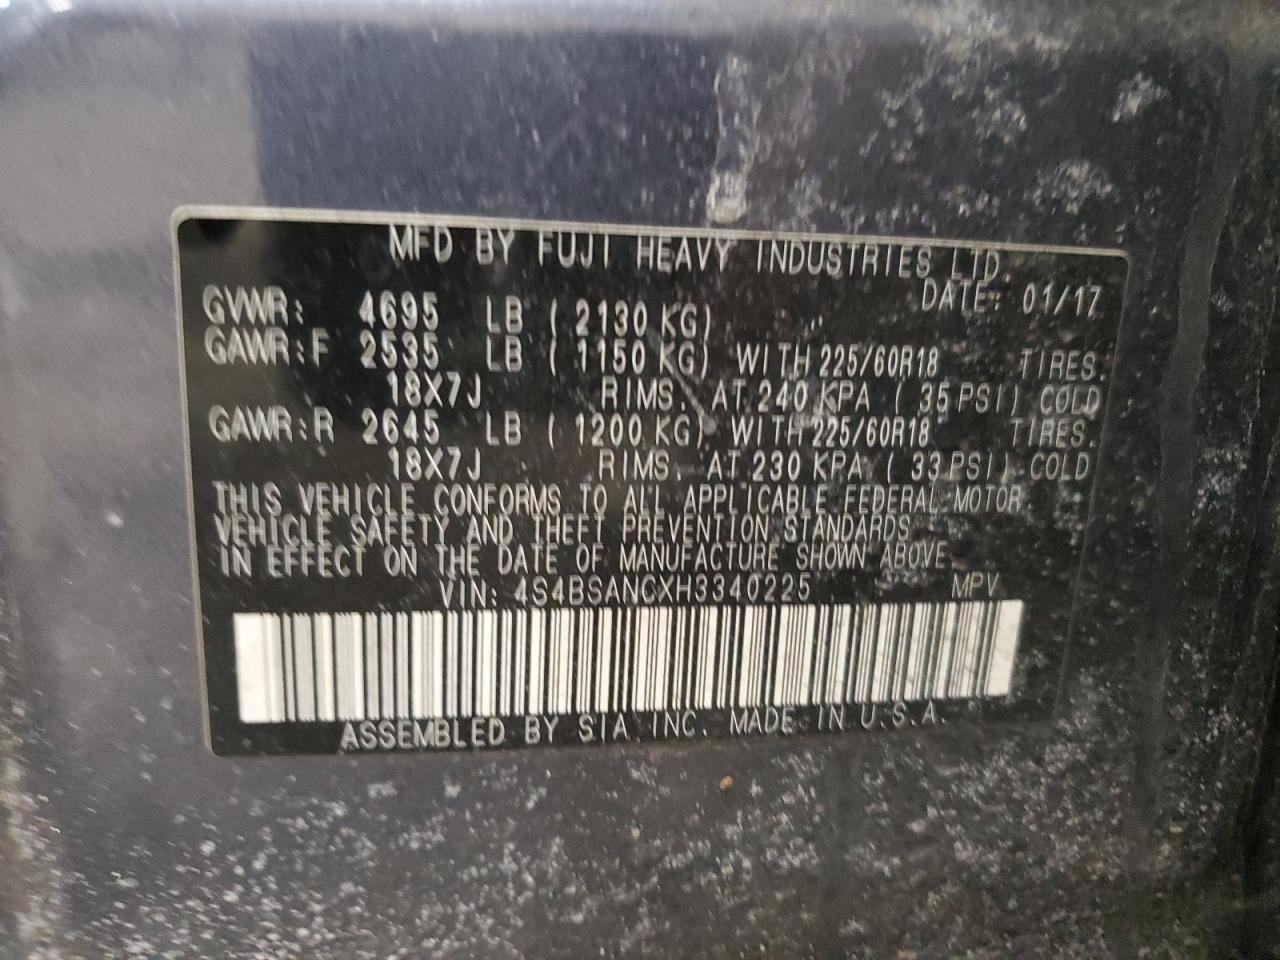 MFD BY FUJI HEAVY INDUSTRIES LTD.
DATE: 01/17
GVWR: 4695 LB ( 2130 KG)
GAWR:F 2535 LB ( 1150 KG) WITH 225/60R18 TIRES,
18X7J RIMS, AT 240 KPA ( 35 PSI) COLD
GAWR:R 2645 LB ( 1200 KG) WITH 225/60R18 TIRES,
18X7J RIMS, AT 230 KPA ( 33 PSI) COLD
THIS VEHICLE CONFORMS TO ALL APPLICABLE FEDERAL MOTOR
VEHICLE SAFETY AND THEFT PREVENTION STANDARDS
IN EFFECT ON THE DATE OF MANUFACTURE SHOWN ABOVE.
VIN: 4S4BSANCXH3340225 MPV
ASSEMBLED BY SIA INC. MADE IN U.S.A.